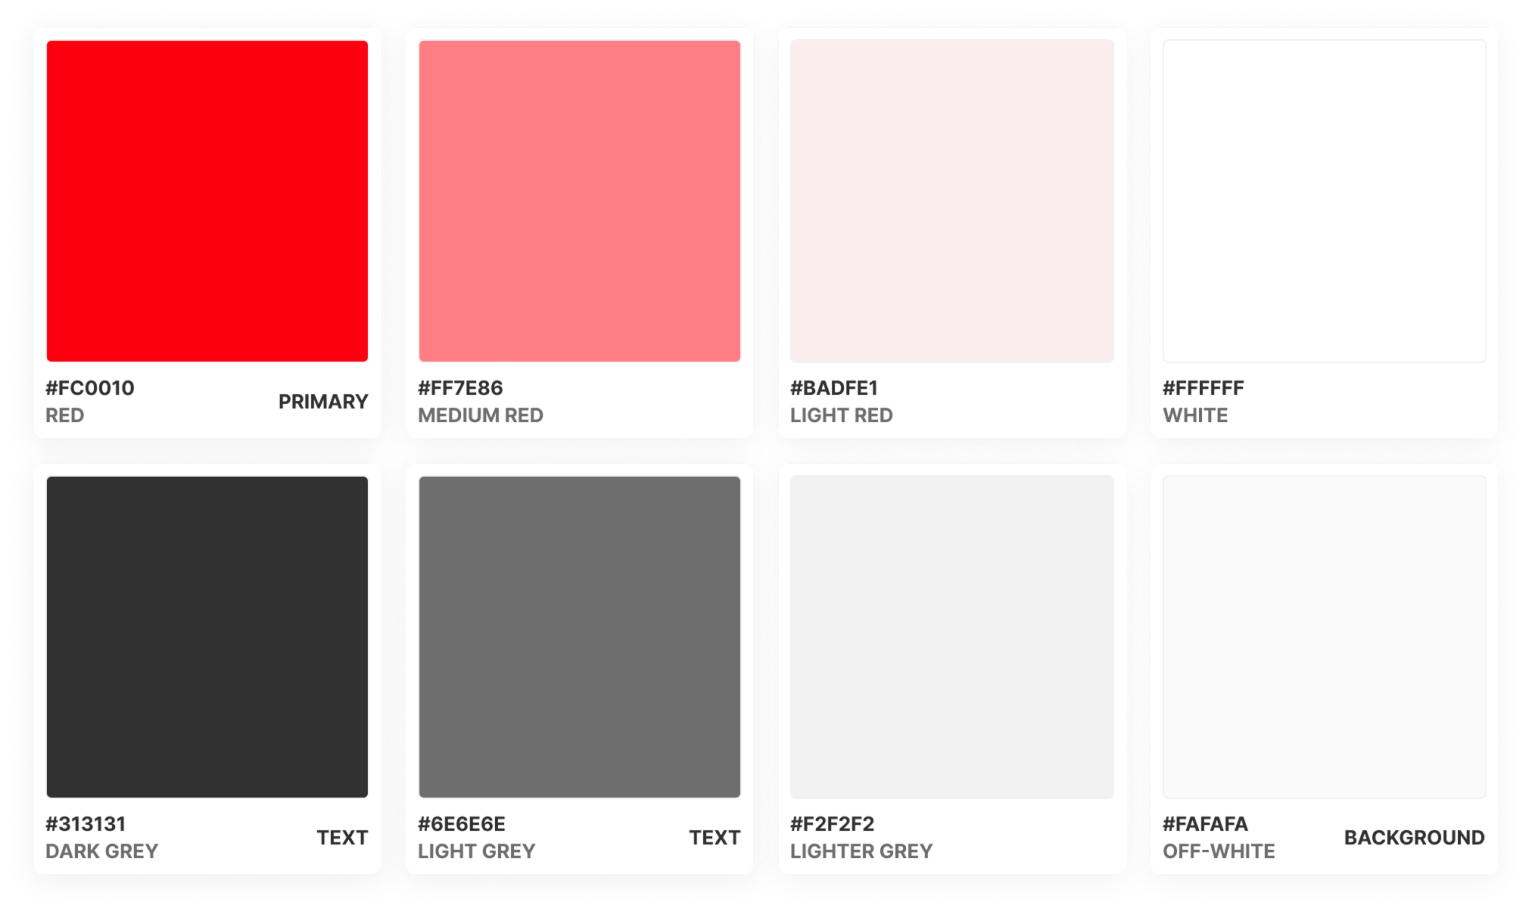 #FC0010
RED
PRIMARY
#FF7E86
MEDIUM RED
#BADFE1
LIGHT RED
#FFFFFF
WHITE
#313131
DARK GREY
TEXT
#6E6E6E
LIGHT GREY
TEXT
#F2F2F2
LIGHTER GREY
#FAFAFA
OFF-WHITE
BACKGROUND